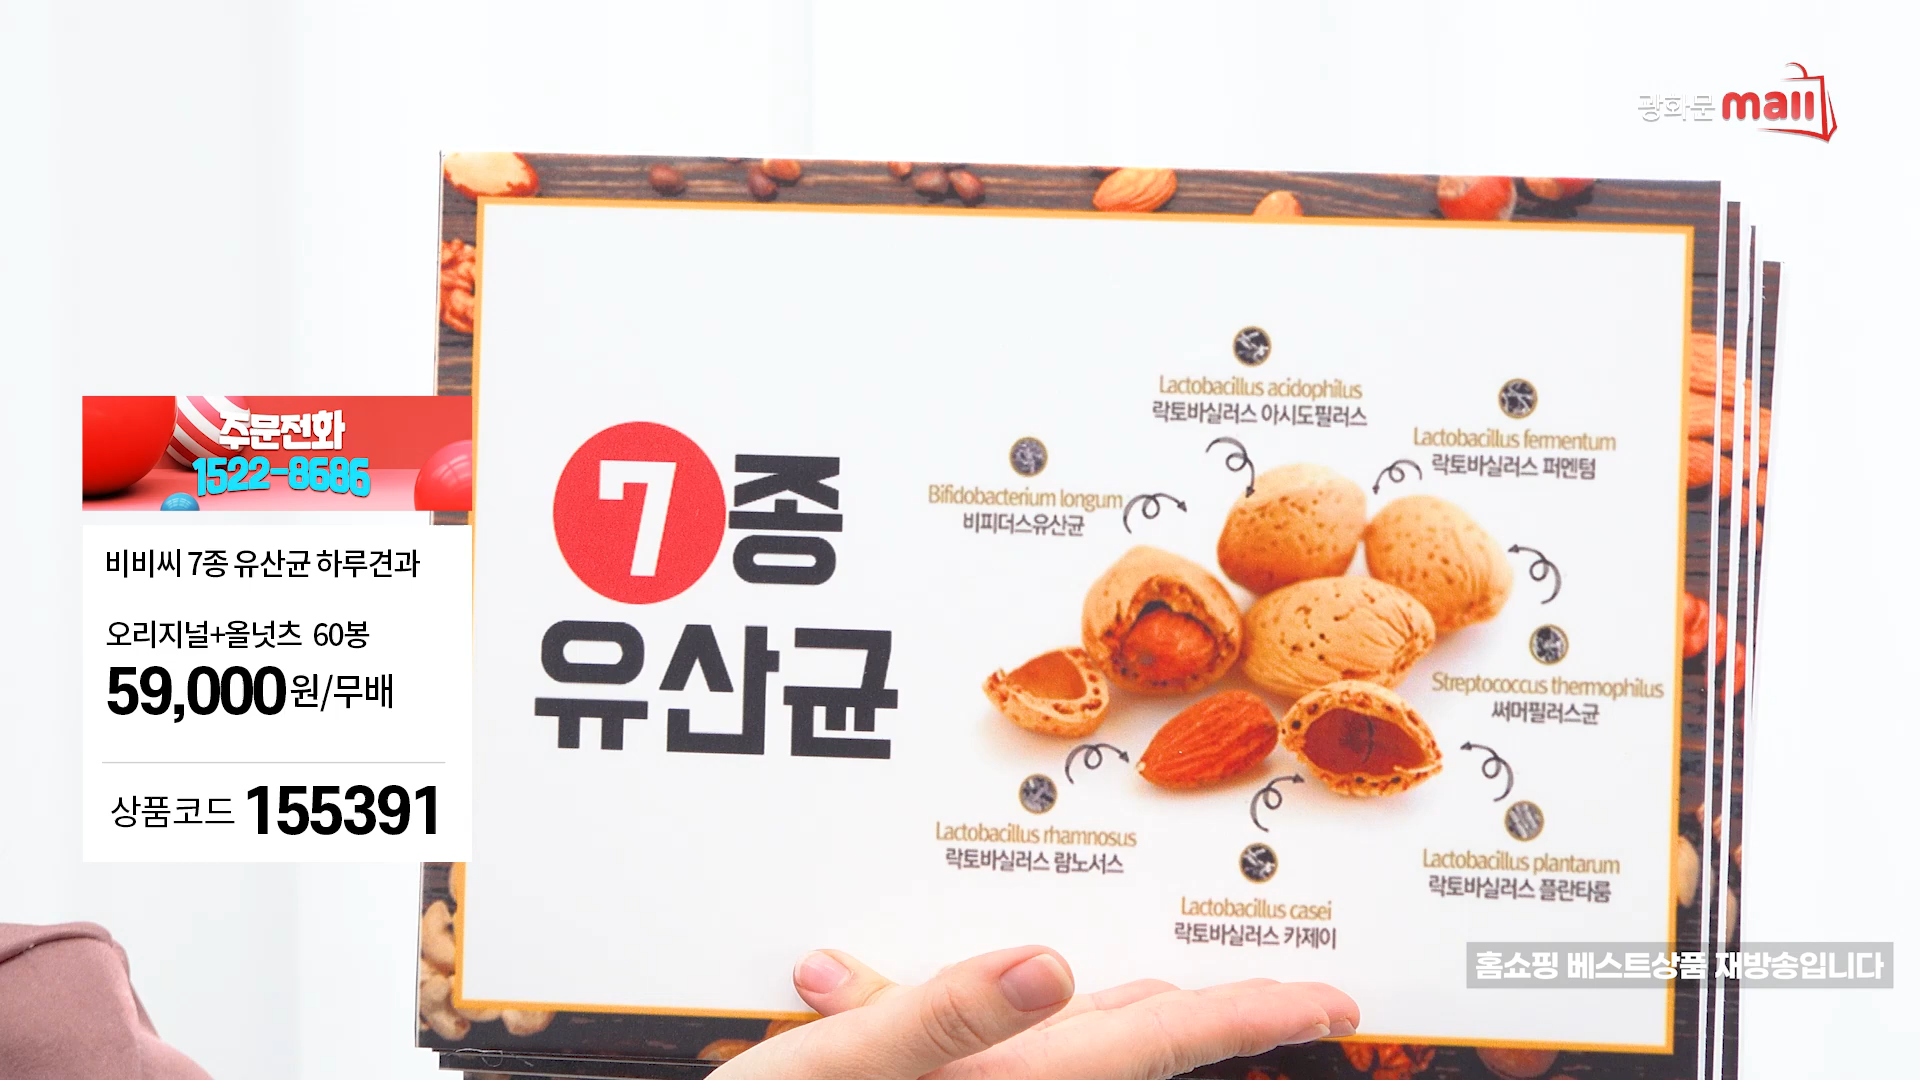 광화문 mall
주문전화
1522-8686
비비씨 7종 유산균 하루견과
오리지널+올넛츠 60봉
59,000원/무배
상품코드 155391
7종
유산균
Lactobacillus acidophilus
락토바실러스 아시도필러스
Lactobacillus fermentum
락토바실러스 퍼멘텀
Bifidobacterium longum
비피더스유산균
Streptococcus thermophilus
써머필러스균
Lactobacillus rhamnosus
락토바실러스 람노서스
Lactobacillus plantarum
락토바실러스 플란타룸
Lactobacillus casei
락토바실러스 카제이
홈쇼핑 베스트상품 재방송입니다